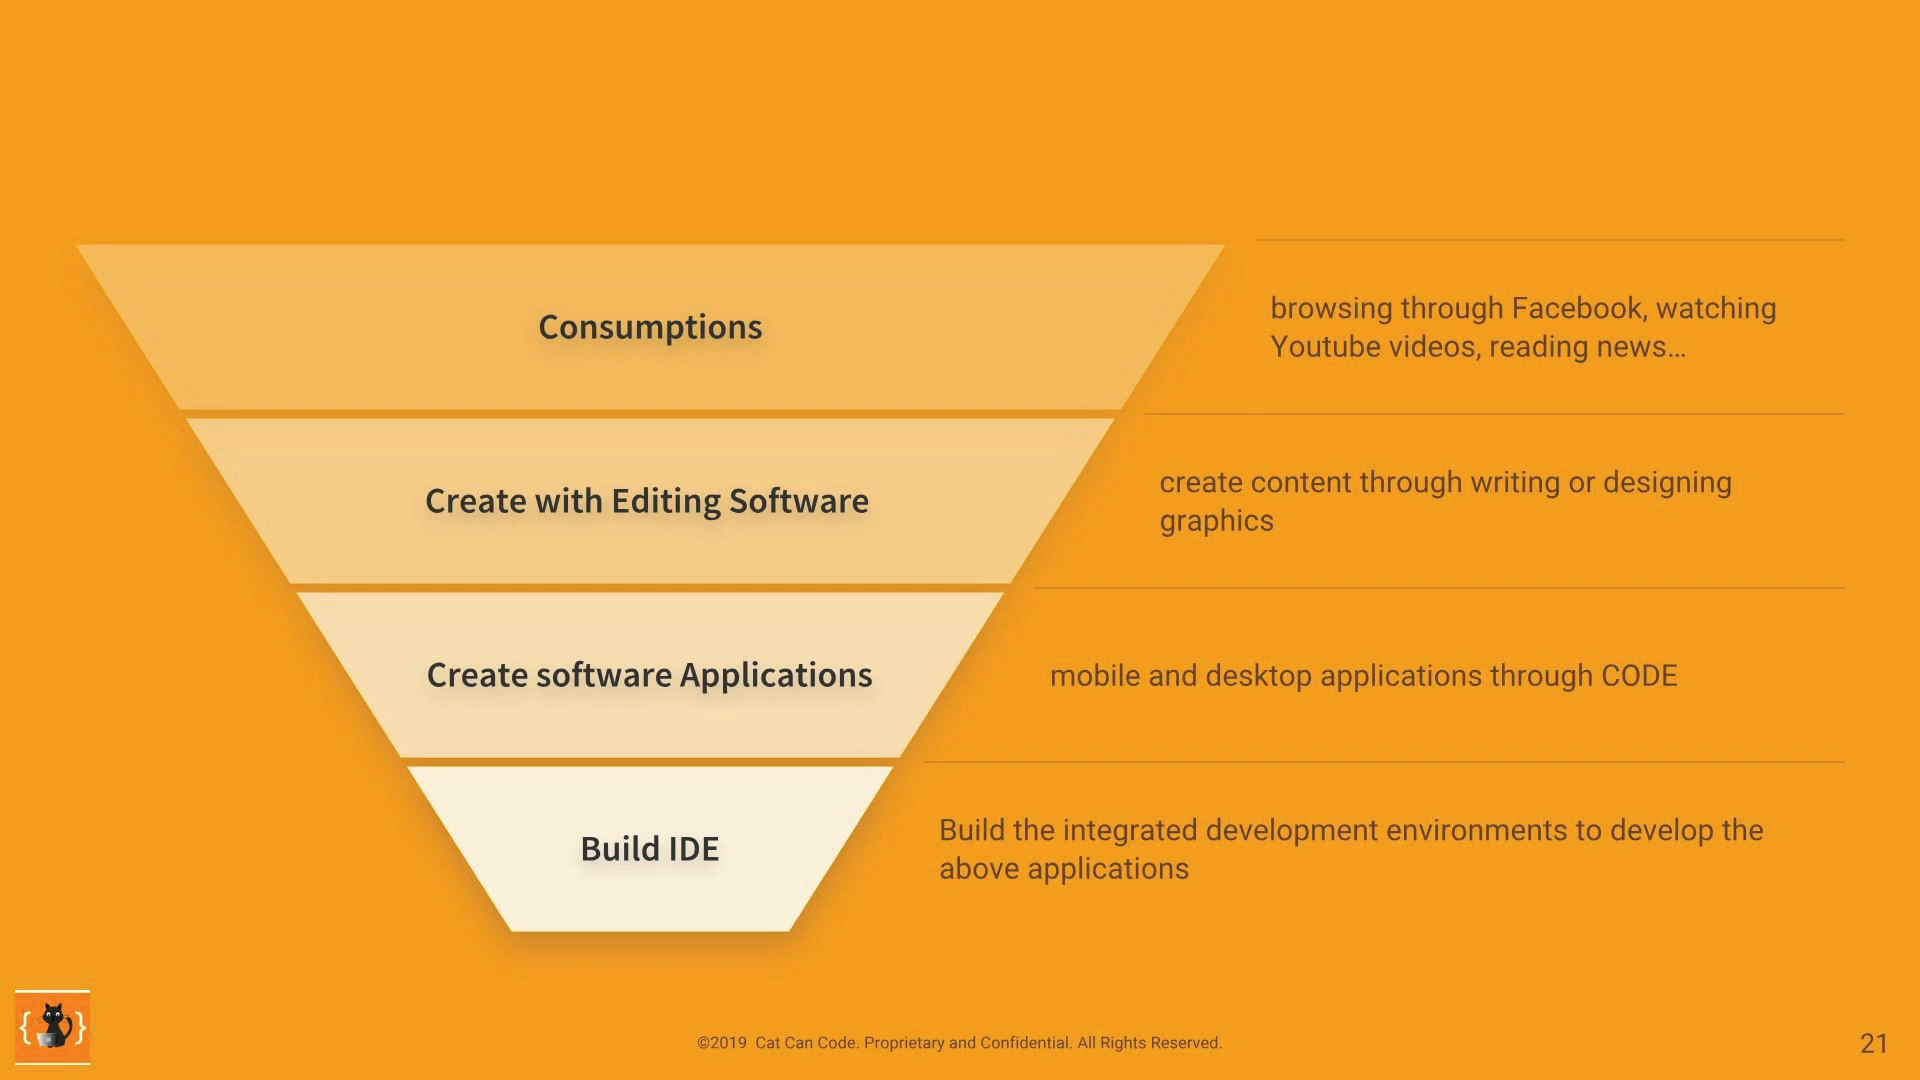 Consumptions
browsing through Facebook, watching
Youtube videos, reading news...
Create with Editing Software
create content through writing or designing
graphics
Create software Applications
mobile and desktop applications through CODE
Build IDE
Build the integrated development environments to develop the
above applications
{ }
©2019 Cat Can Code. Proprietary and Confidential. All Rights Reserved.
21